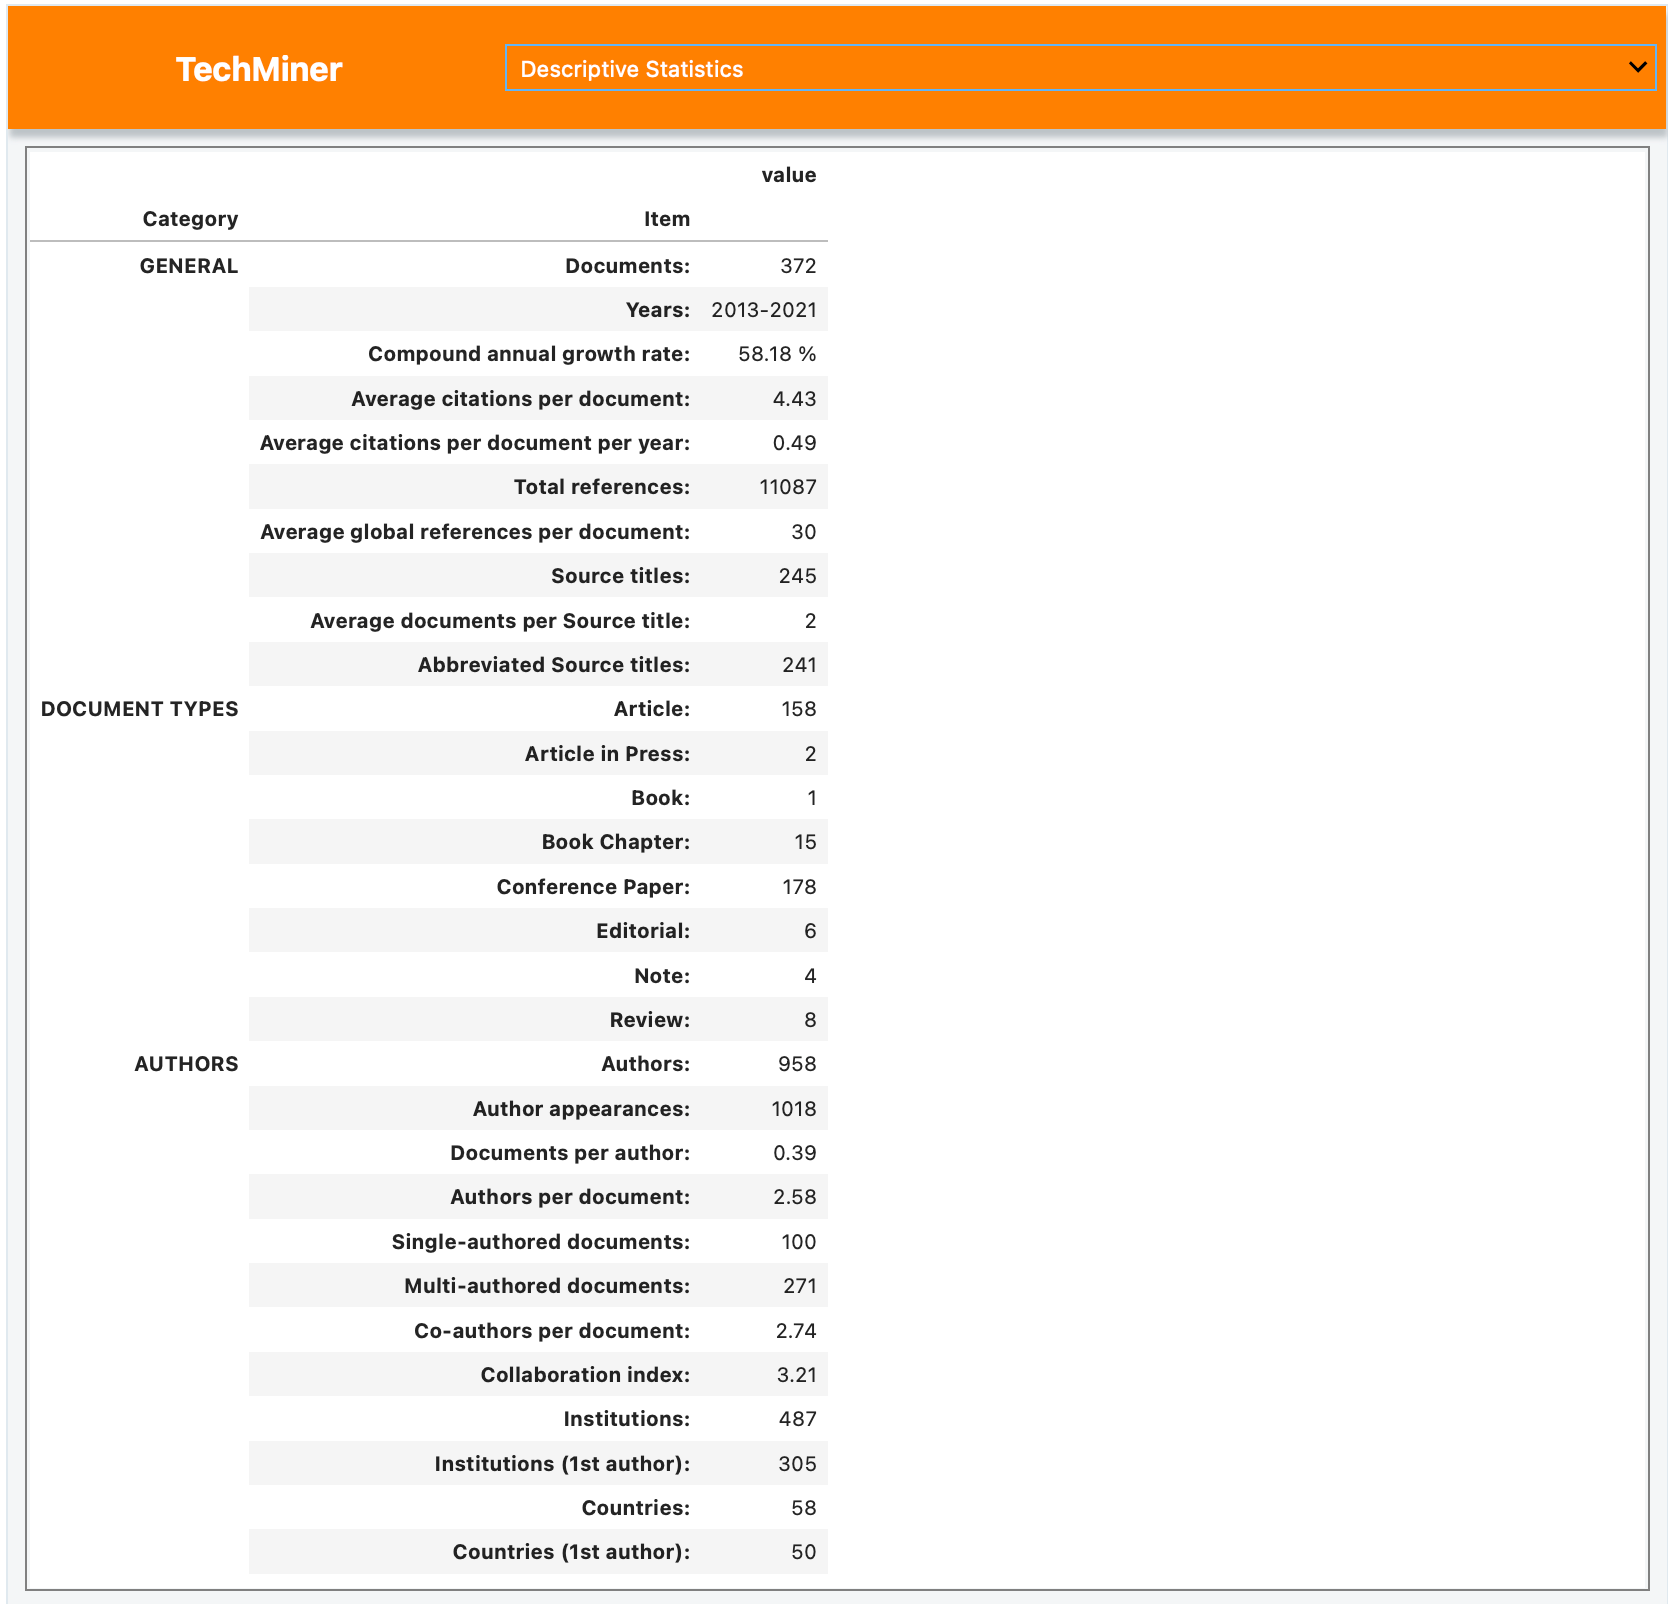 TechMiner Descriptive Statistics
value
Category Item
GENERAL Documents: 372
Years: 2013-2021
Compound annual growth rate: 58.18 %
Average citations per document: 4.43
Average citations per document per year: 0.49
Total references: 11087
Average global references per document: 30
Source titles: 245
Average documents per Source title: 2
Abbreviated Source titles: 241
DOCUMENT TYPES Article: 158
Article in Press: 2
Book: 1
Book Chapter: 15
Conference Paper: 178
Editorial: 6
Note: 4
Review: 8
AUTHORS Authors: 958
Author appearances: 1018
Documents per author: 0.39
Authors per document: 2.58
Single-authored documents: 100
Multi-authored documents: 271
Co-authors per document: 2.74
Collaboration index: 3.21
Institutions: 487
Institutions (1st author): 305
Countries: 58
Countries (1st author): 50